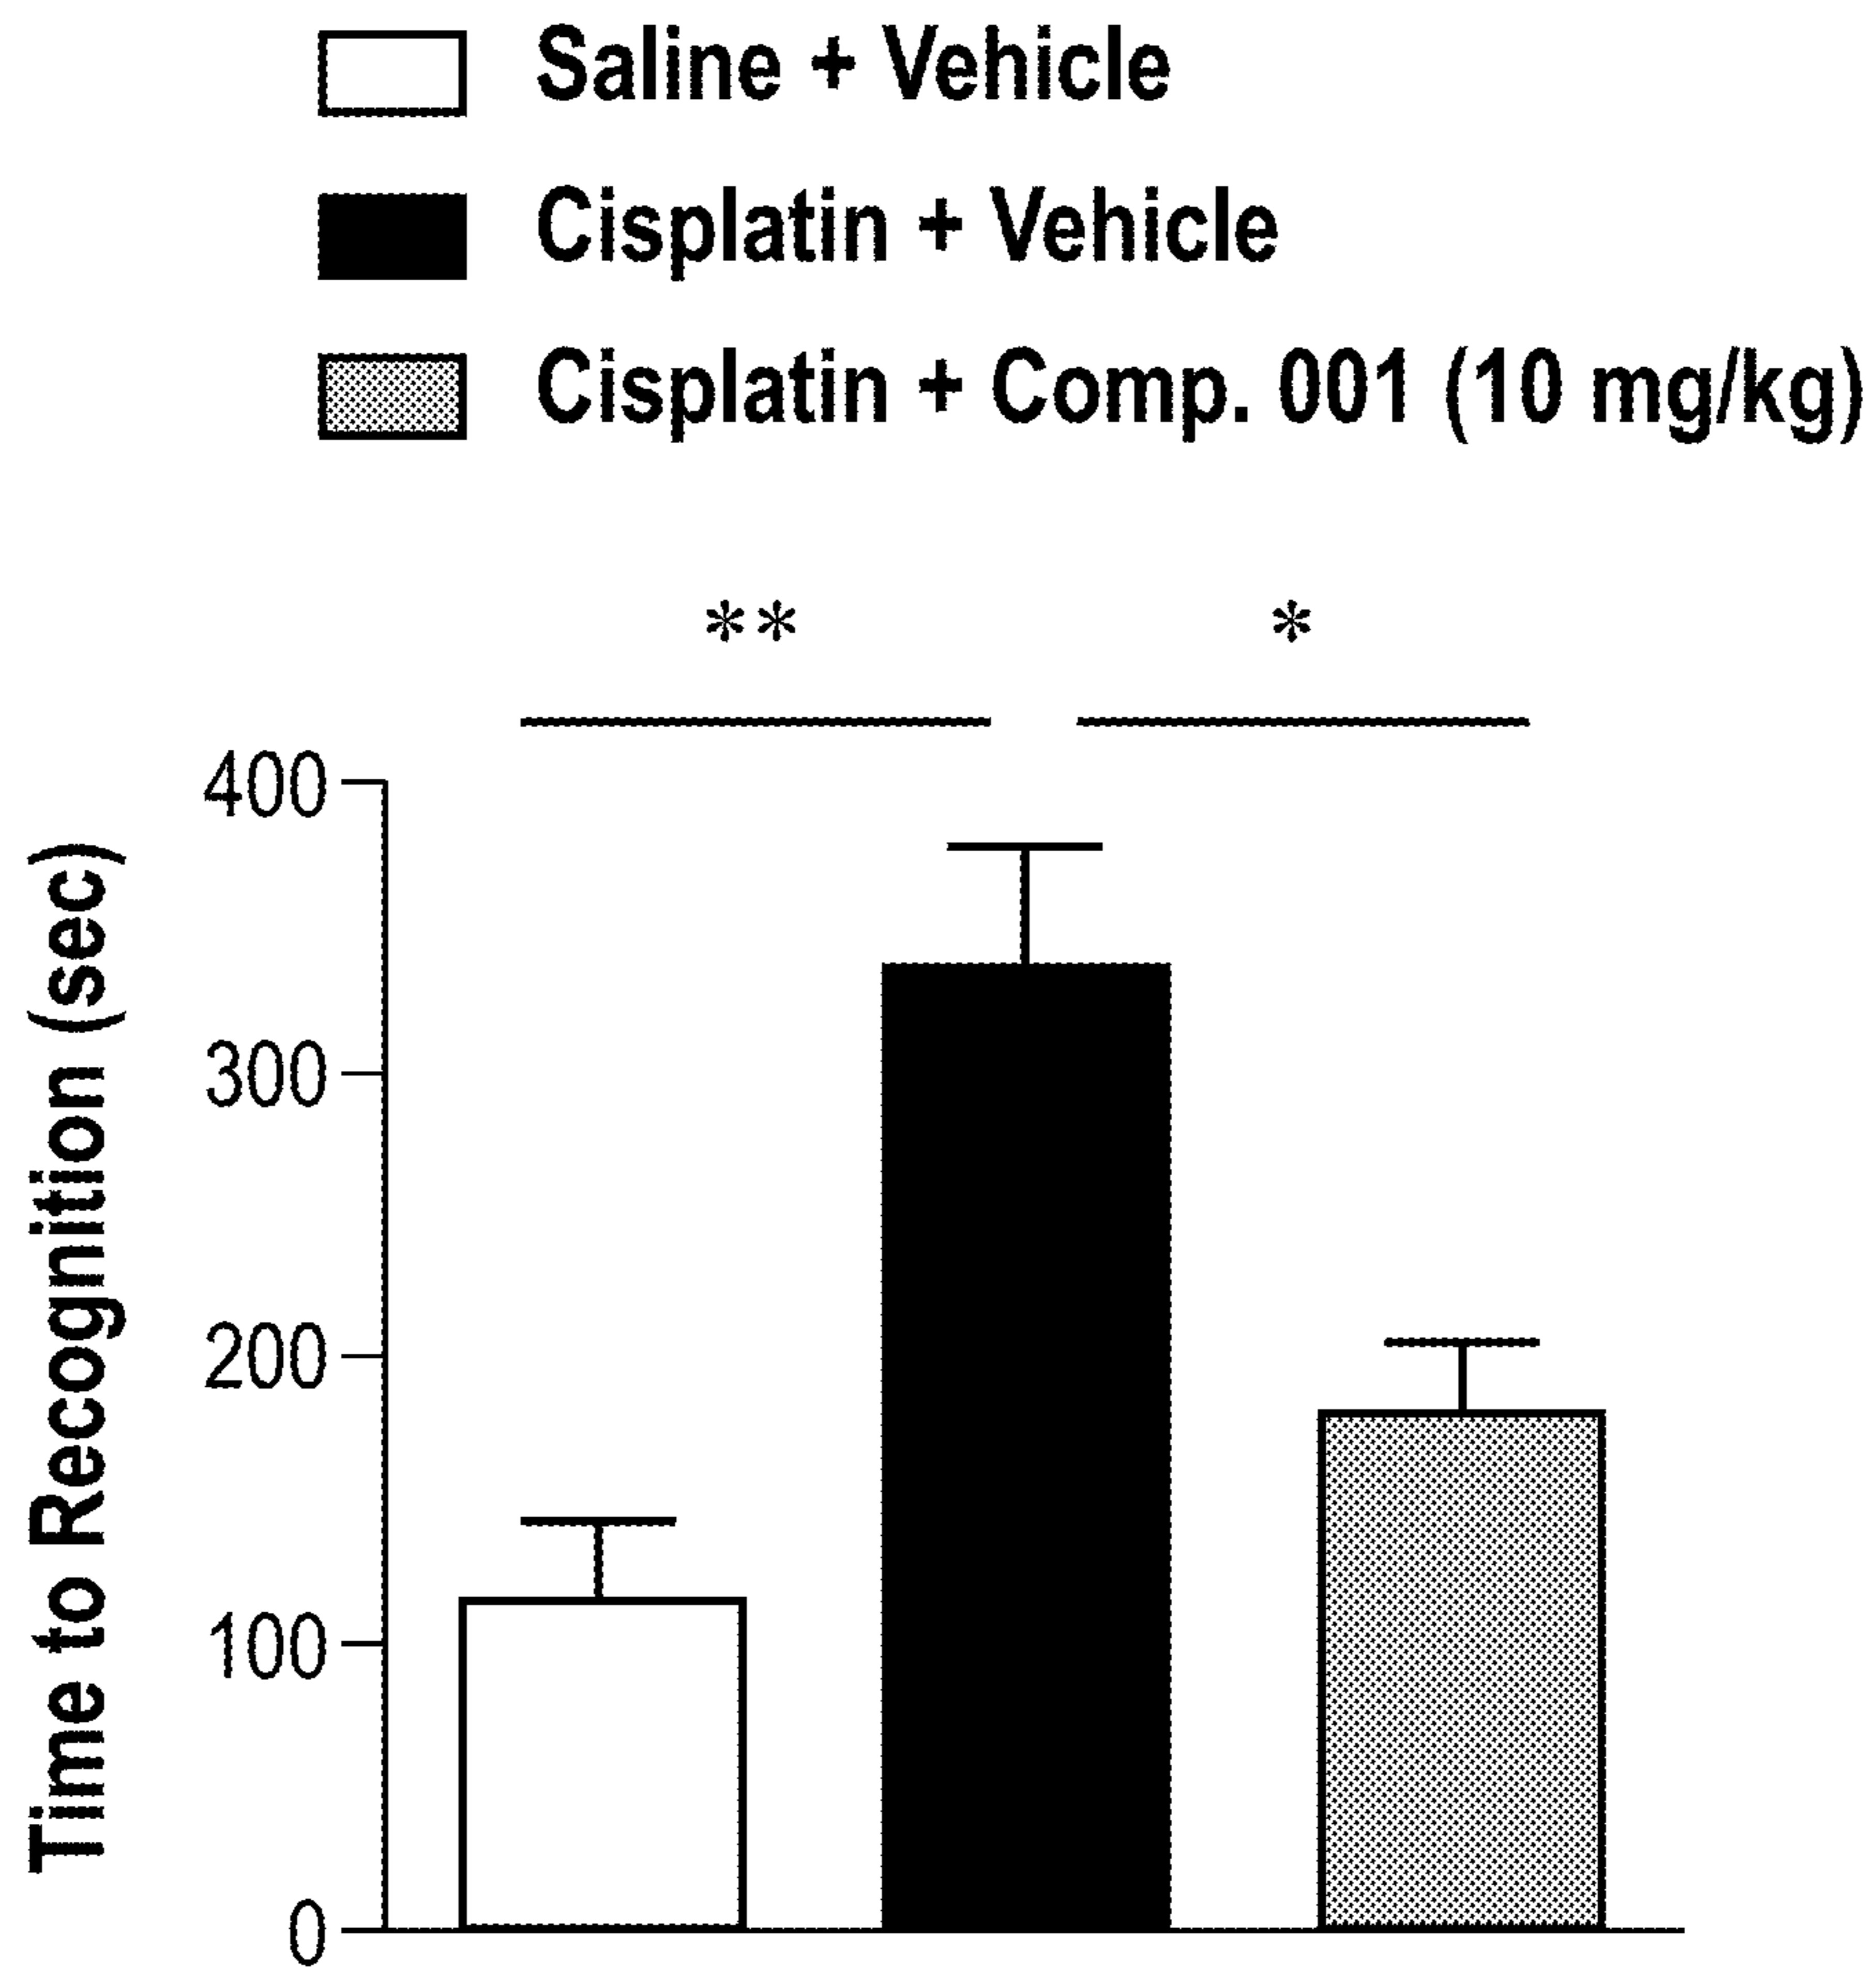 Saline + Vehicle
Cisplatin + Vehicle
Cisplatin + Comp. 001 (10 mg/kg)
** *
400
300
200
100
0
Time to Recognition (sec)